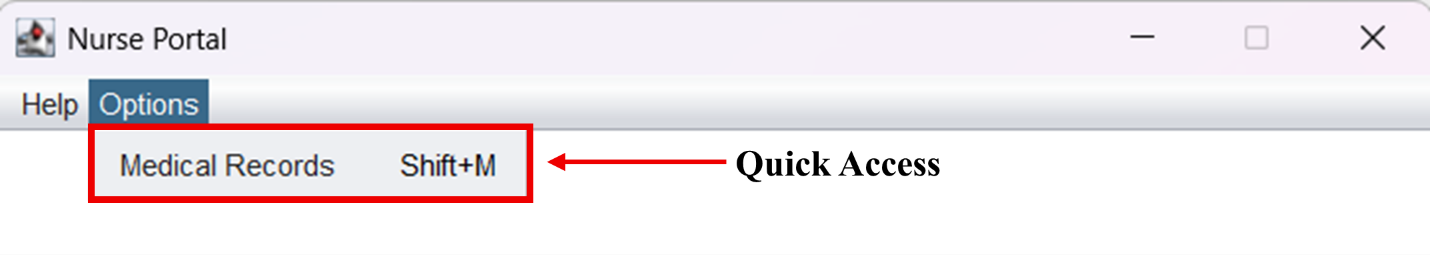 Nurse Portal
Help Options
Medical Records Shift+M
Quick Access